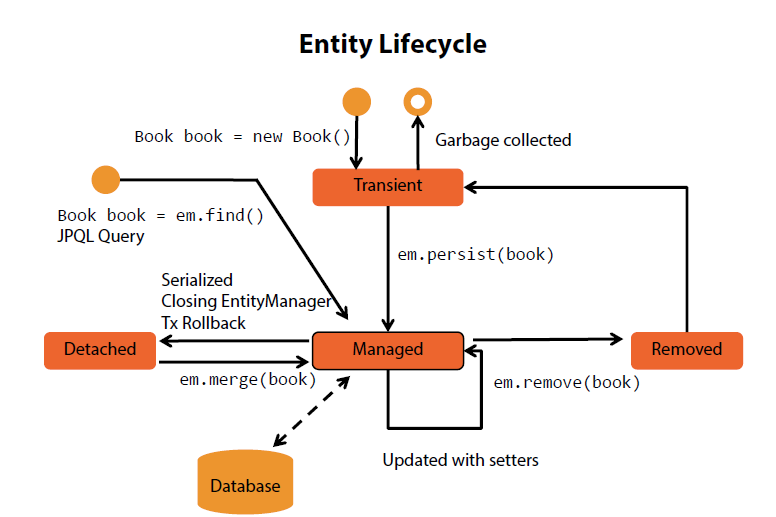 Entity Lifecycle
Book book = new Book()
Garbage collected
Transient
Book book = em.find()
JPQL Query
em.persist(book)
Serialized
Closing EntityManager
Tx Rollback
Detached
Managed
Removed
em.merge(book)
em.remove(book)
Updated with setters
Database